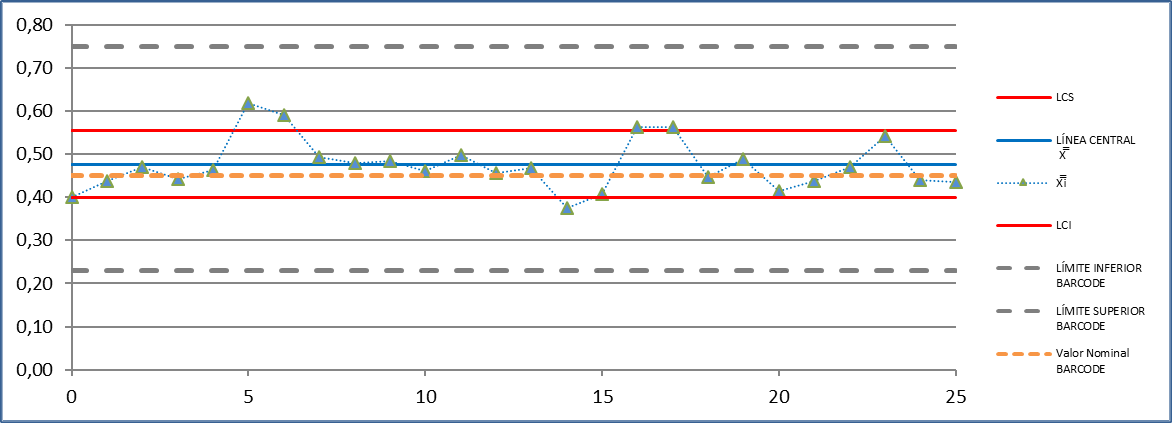 0,80
0,70
0,60
0,50
0,40
0,30
0,20
0,10
0,00
0 5 10 15 20 25
LCS
LÍNEA CENTRAL
X̿
X̿i
LCI
LÍMITE INFERIOR
BARCODE
LÍMITE SUPERIOR
BARCODE
Valor Nominal
BARCODE